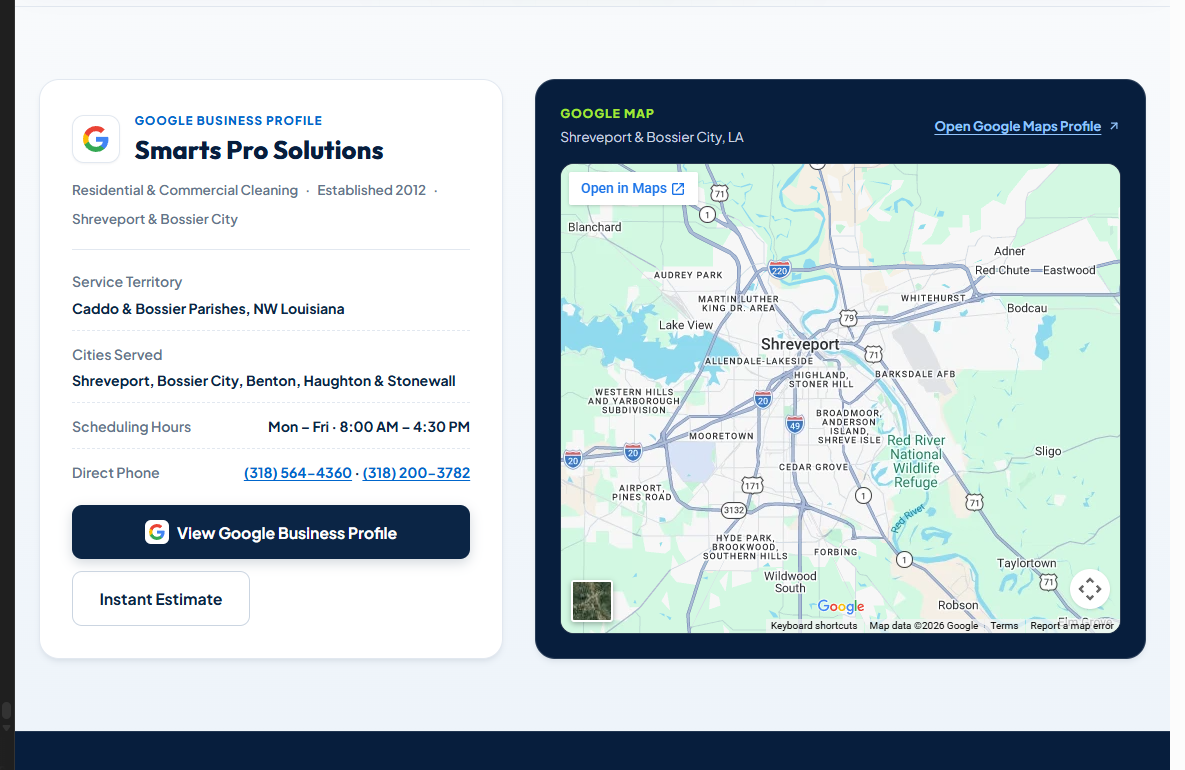 GOOGLE BUSINESS PROFILE
Smarts Pro Solutions
Residential & Commercial Cleaning · Established 2012 ·
Shreveport & Bossier City
Service Territory
Caddo & Bossier Parishes, NW Louisiana
Cities Served
Shreveport, Bossier City, Benton, Haughton & Stonewall
Scheduling Hours Mon – Fri · 8:00 AM – 4:30 PM
Direct Phone (318) 564-4360 · (318) 200-3782
View Google Business Profile
Instant Estimate
GOOGLE MAP
Shreveport & Bossier City, LA
Open Google Maps Profile
Open in Maps
71
1
Blanchard
Adner
220
Red Chute
Eastwood
AUDREY PARK
MARTIN LUTHER
KING DR. AREA
WHITEHURST
Bodcau
79
Lake View
Shreveport
71
ALLENDALE-LAKESIDE
HIGHLAND,
STONER HILL
BARKSDALE AFB
WESTERN HILLS
AND YARBOROUGH
SUBDIVISION
20
49
BROADMOOR,
ANDERSON
ISLAND,
SHREVE ISLE
MOORETOWN
Red River
National
Wildlife
Refuge
20
20
Sligo
CEDAR GROVE
171
AIRPORT,
PINES ROAD
1
71
3132
Red River
HYDE PARK,
BROOKWOOD,
SOUTHERN HILLS
FORBING
1
Taylortown
Wildwood
South
71
Google
Robson
Keyboard shortcuts Map data ©2026 Google Terms Report a map error